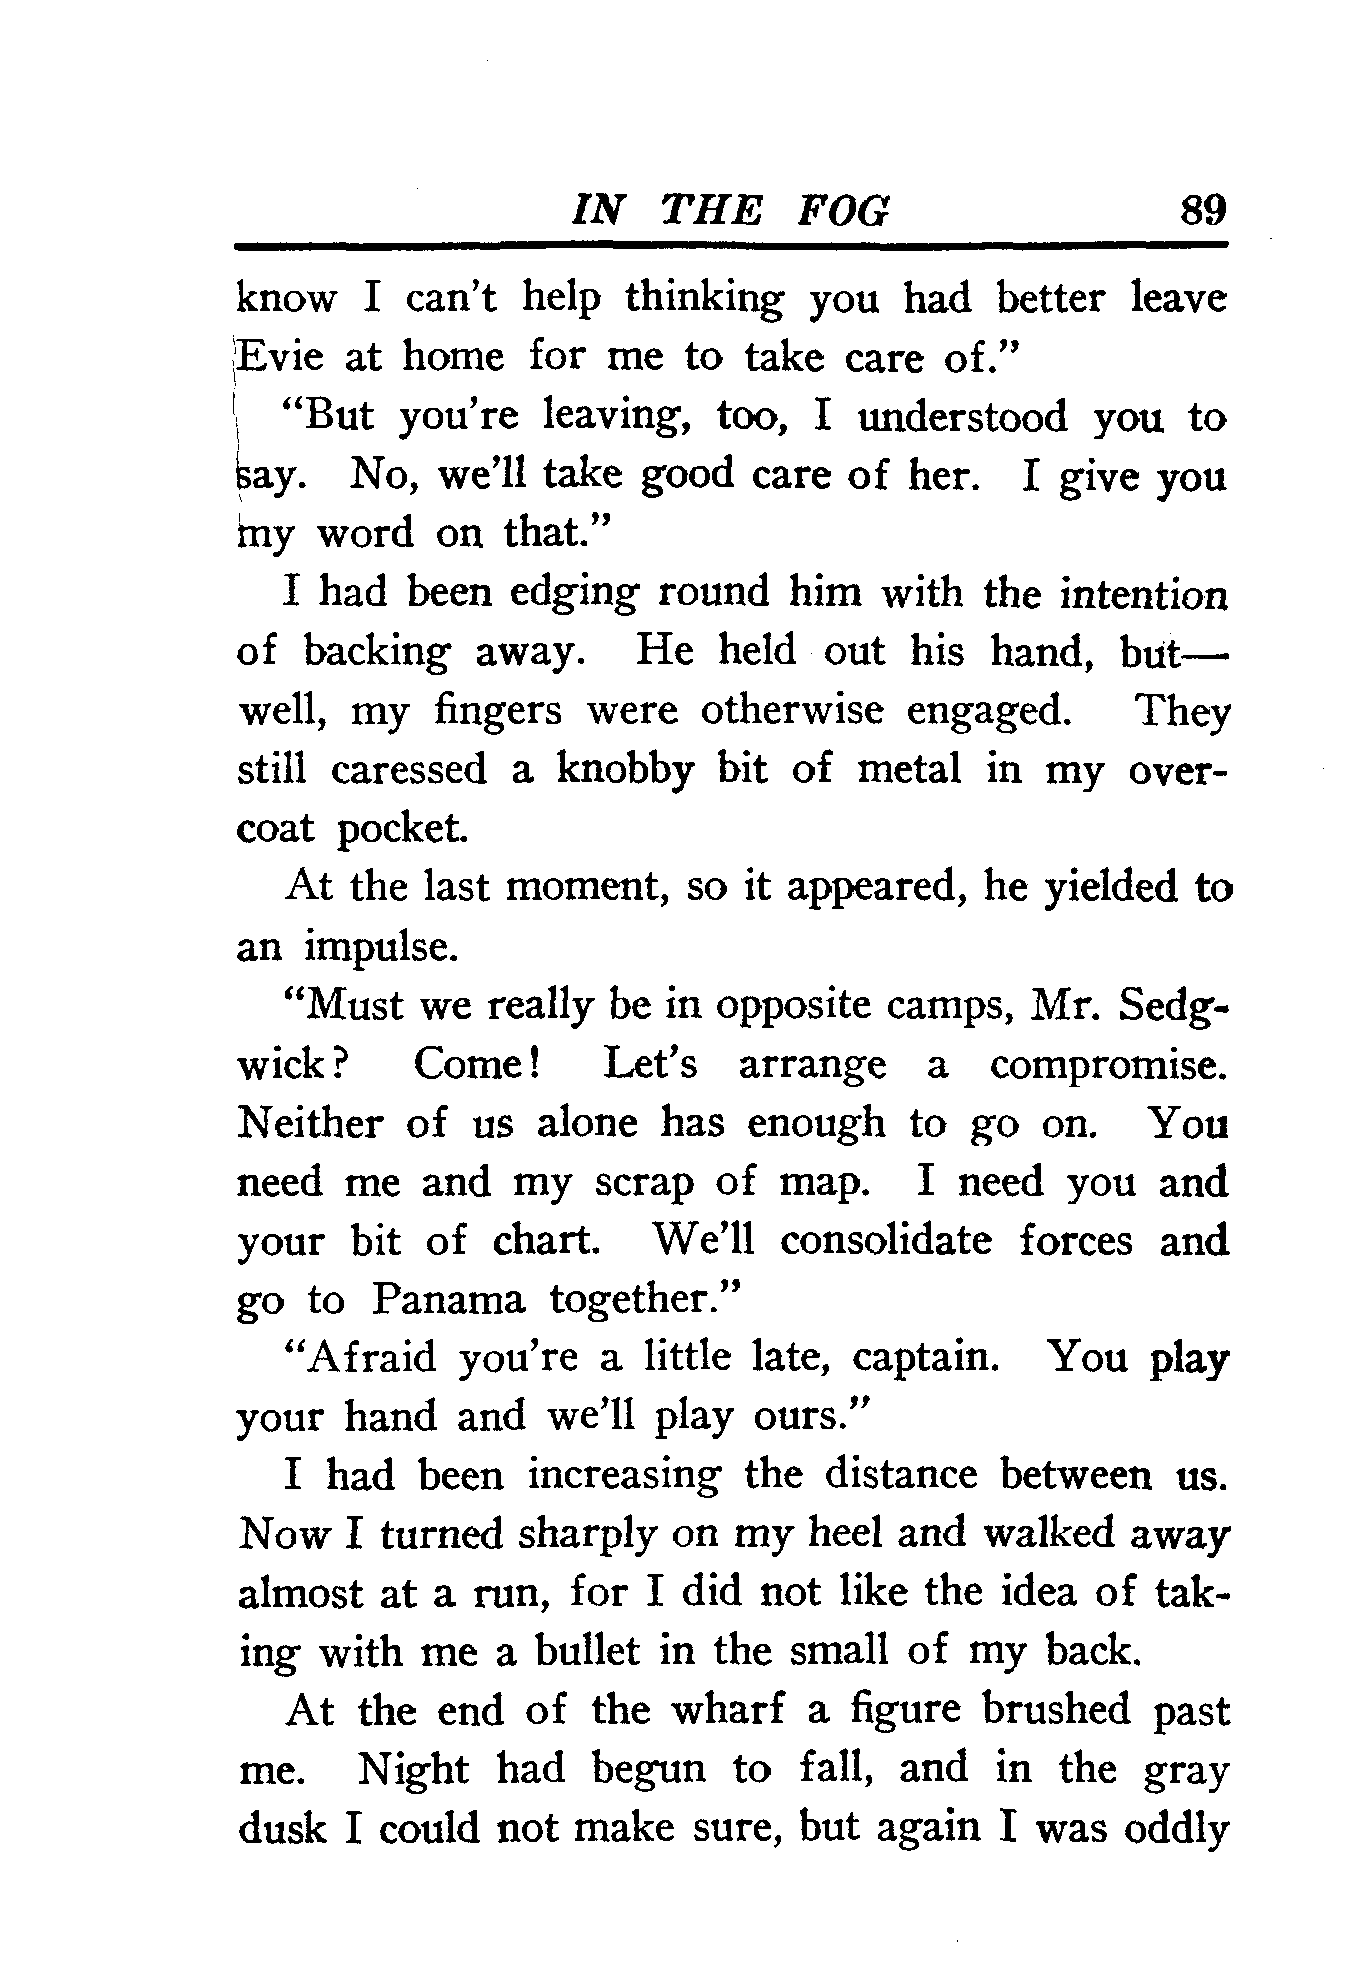 IN THE FOG 89
know I can't help thinking you had better leave
Evie at home for me to take care of."
"But you're leaving, too, I understood you to
say. No, we'll take good care of her. I give you
my word on that."
I had been edging round him with the intention
of backing away. He held out his hand, but—
well, my fingers were otherwise engaged. They
still caressed a knobby bit of metal in my over-
coat pocket.
At the last moment, so it appeared, he yielded to
an impulse.
"Must we really be in opposite camps, Mr. Sedg-
wick? Come! Let's arrange a compromise.
Neither of us alone has enough to go on. You
need me and my scrap of map. I need you and
your bit of chart. We'll consolidate forces and
go to Panama together."
"Afraid you're a little late, captain. You play
your hand and we'll play ours."
I had been increasing the distance between us.
Now I turned sharply on my heel and walked away
almost at a run, for I did not like the idea of tak-
ing with me a bullet in the small of my back.
At the end of the wharf a figure brushed past
me. Night had begun to fall, and in the gray
dusk I could not make sure, but again I was oddly